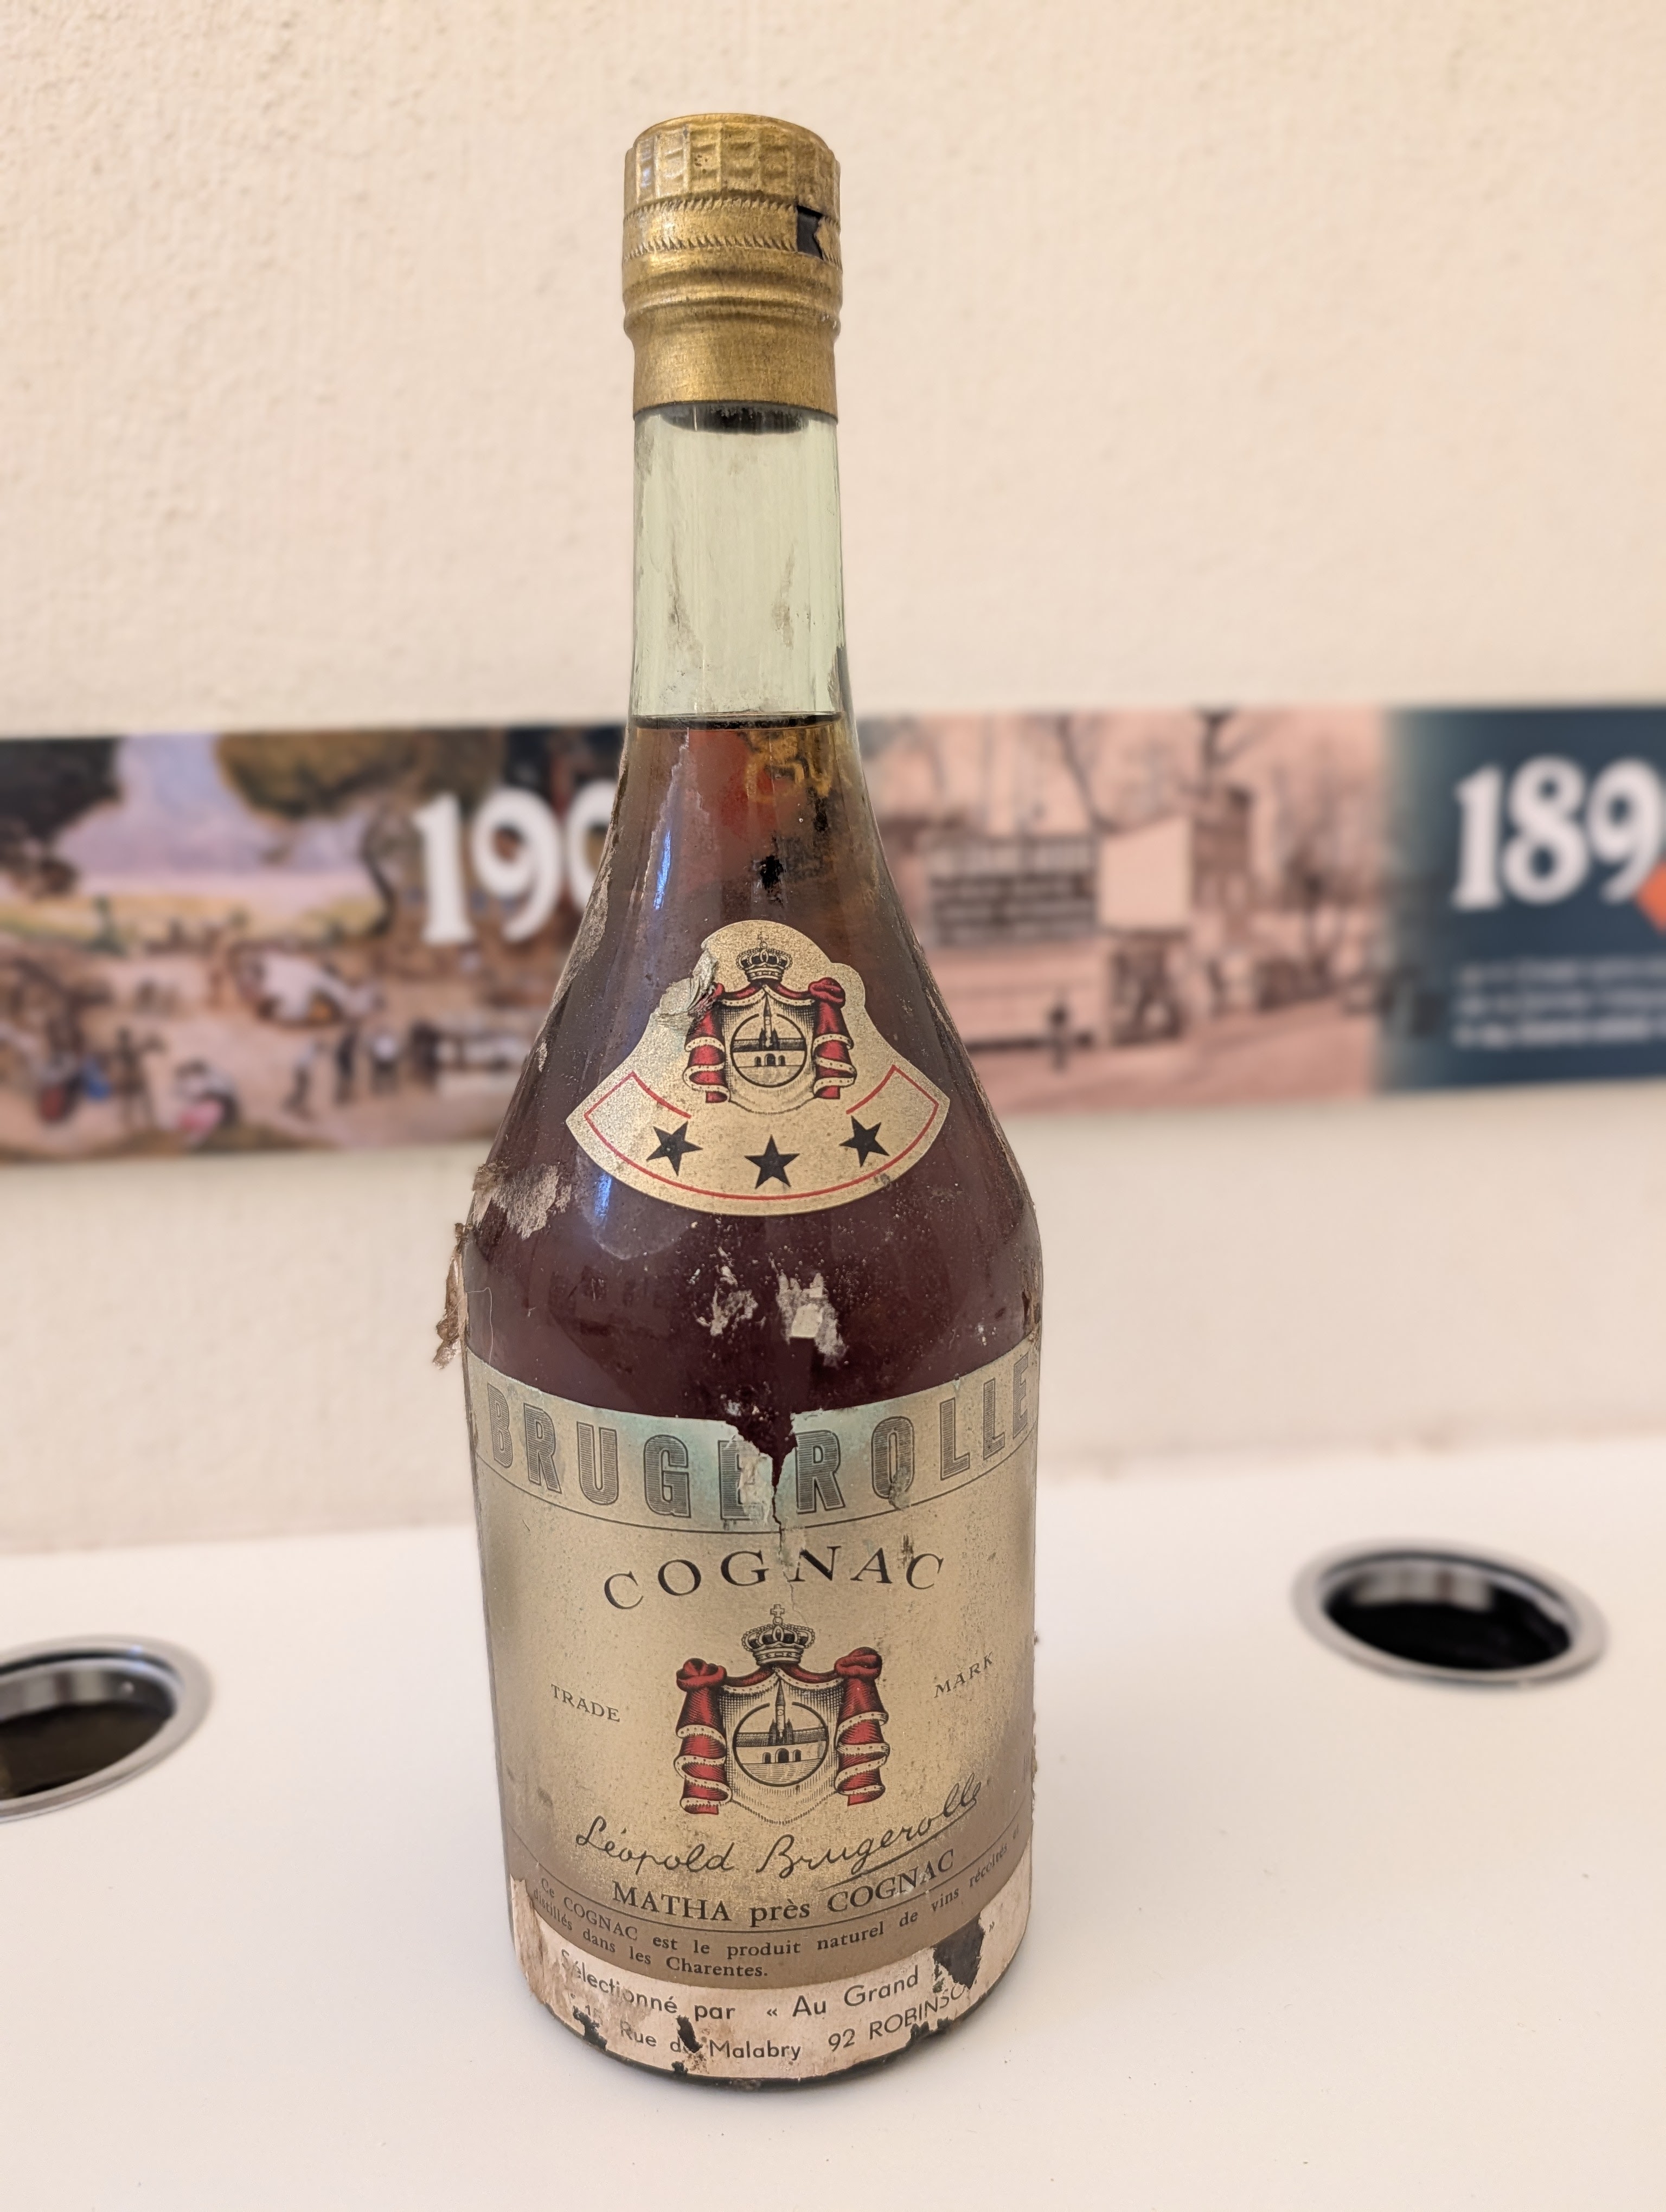 BRUGEROLLE
COGNAC
TRADE MARK
Léopold Brugerolle
MATHA près COGNAC
Ce COGNAC est le produit naturel de vins récoltés et
distillés dans les Charentes.
Sélectionné par « Au Grand »
Rue de Malabry 92 ROBINSON
190
189